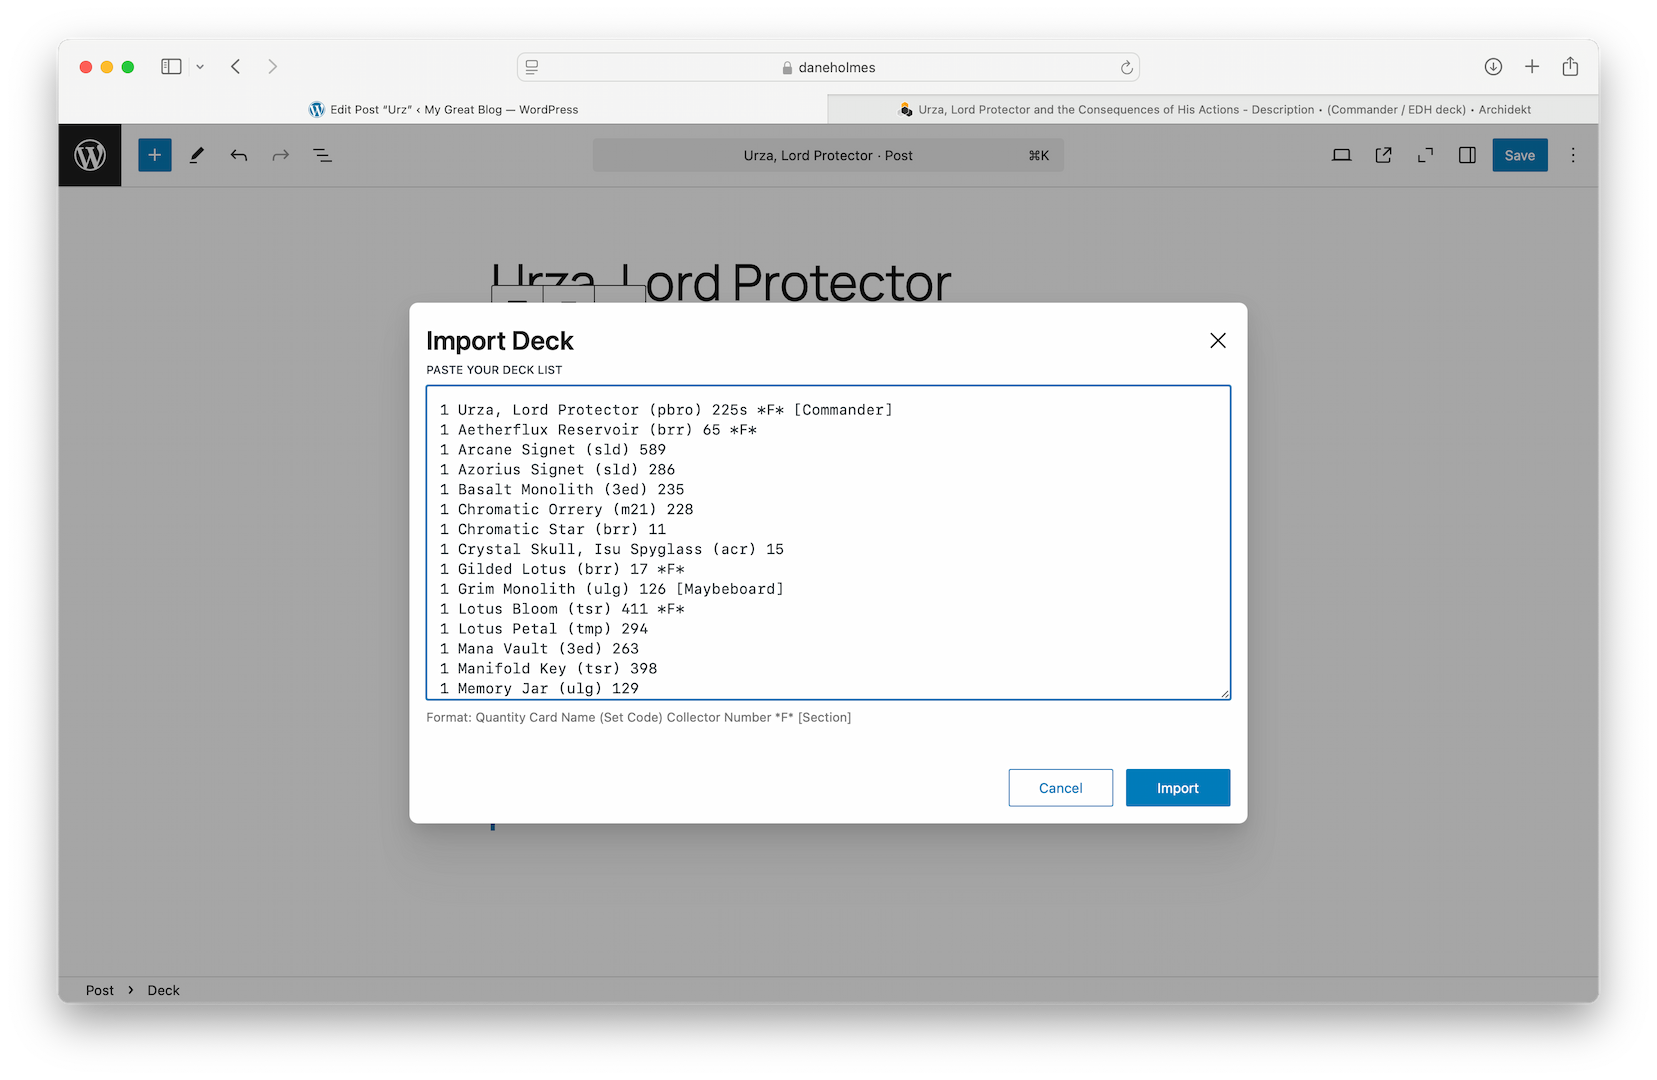 daneholmes
Edit Post “Urz” ‹ My Great Blog — WordPress
Urza, Lord Protector and the Consequences of His Actions - Description • (Commander / EDH deck) • Archidekt
Urza, Lord Protector · Post ⌘K
Save
Urza, Lord Protector
Import Deck
PASTE YOUR DECK LIST
1 Urza, Lord Protector (pbro) 225s *F* [Commander]
1 Aetherflux Reservoir (brr) 65 *F*
1 Arcane Signet (sld) 589
1 Azorius Signet (sld) 286
1 Basalt Monolith (3ed) 235
1 Chromatic Orrery (m21) 228
1 Chromatic Star (brr) 11
1 Crystal Skull, Isu Spyglass (acr) 15
1 Gilded Lotus (brr) 17 *F*
1 Grim Monolith (ulg) 126 [Maybeboard]
1 Lotus Bloom (tsr) 411 *F*
1 Lotus Petal (tmp) 294
1 Mana Vault (3ed) 263
1 Manifold Key (tsr) 398
1 Memory Jar (ulg) 129
Format: Quantity Card Name (Set Code) Collector Number *F* [Section]
Cancel
Import
Post › Deck